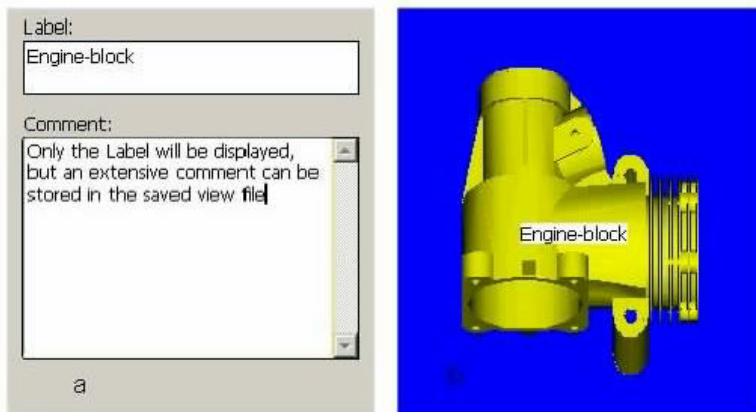 Label:
Engine-block
Comment:
Only the Label will be displayed,
but an extensive comment can be
stored in the saved view file
a
Engine-block
b